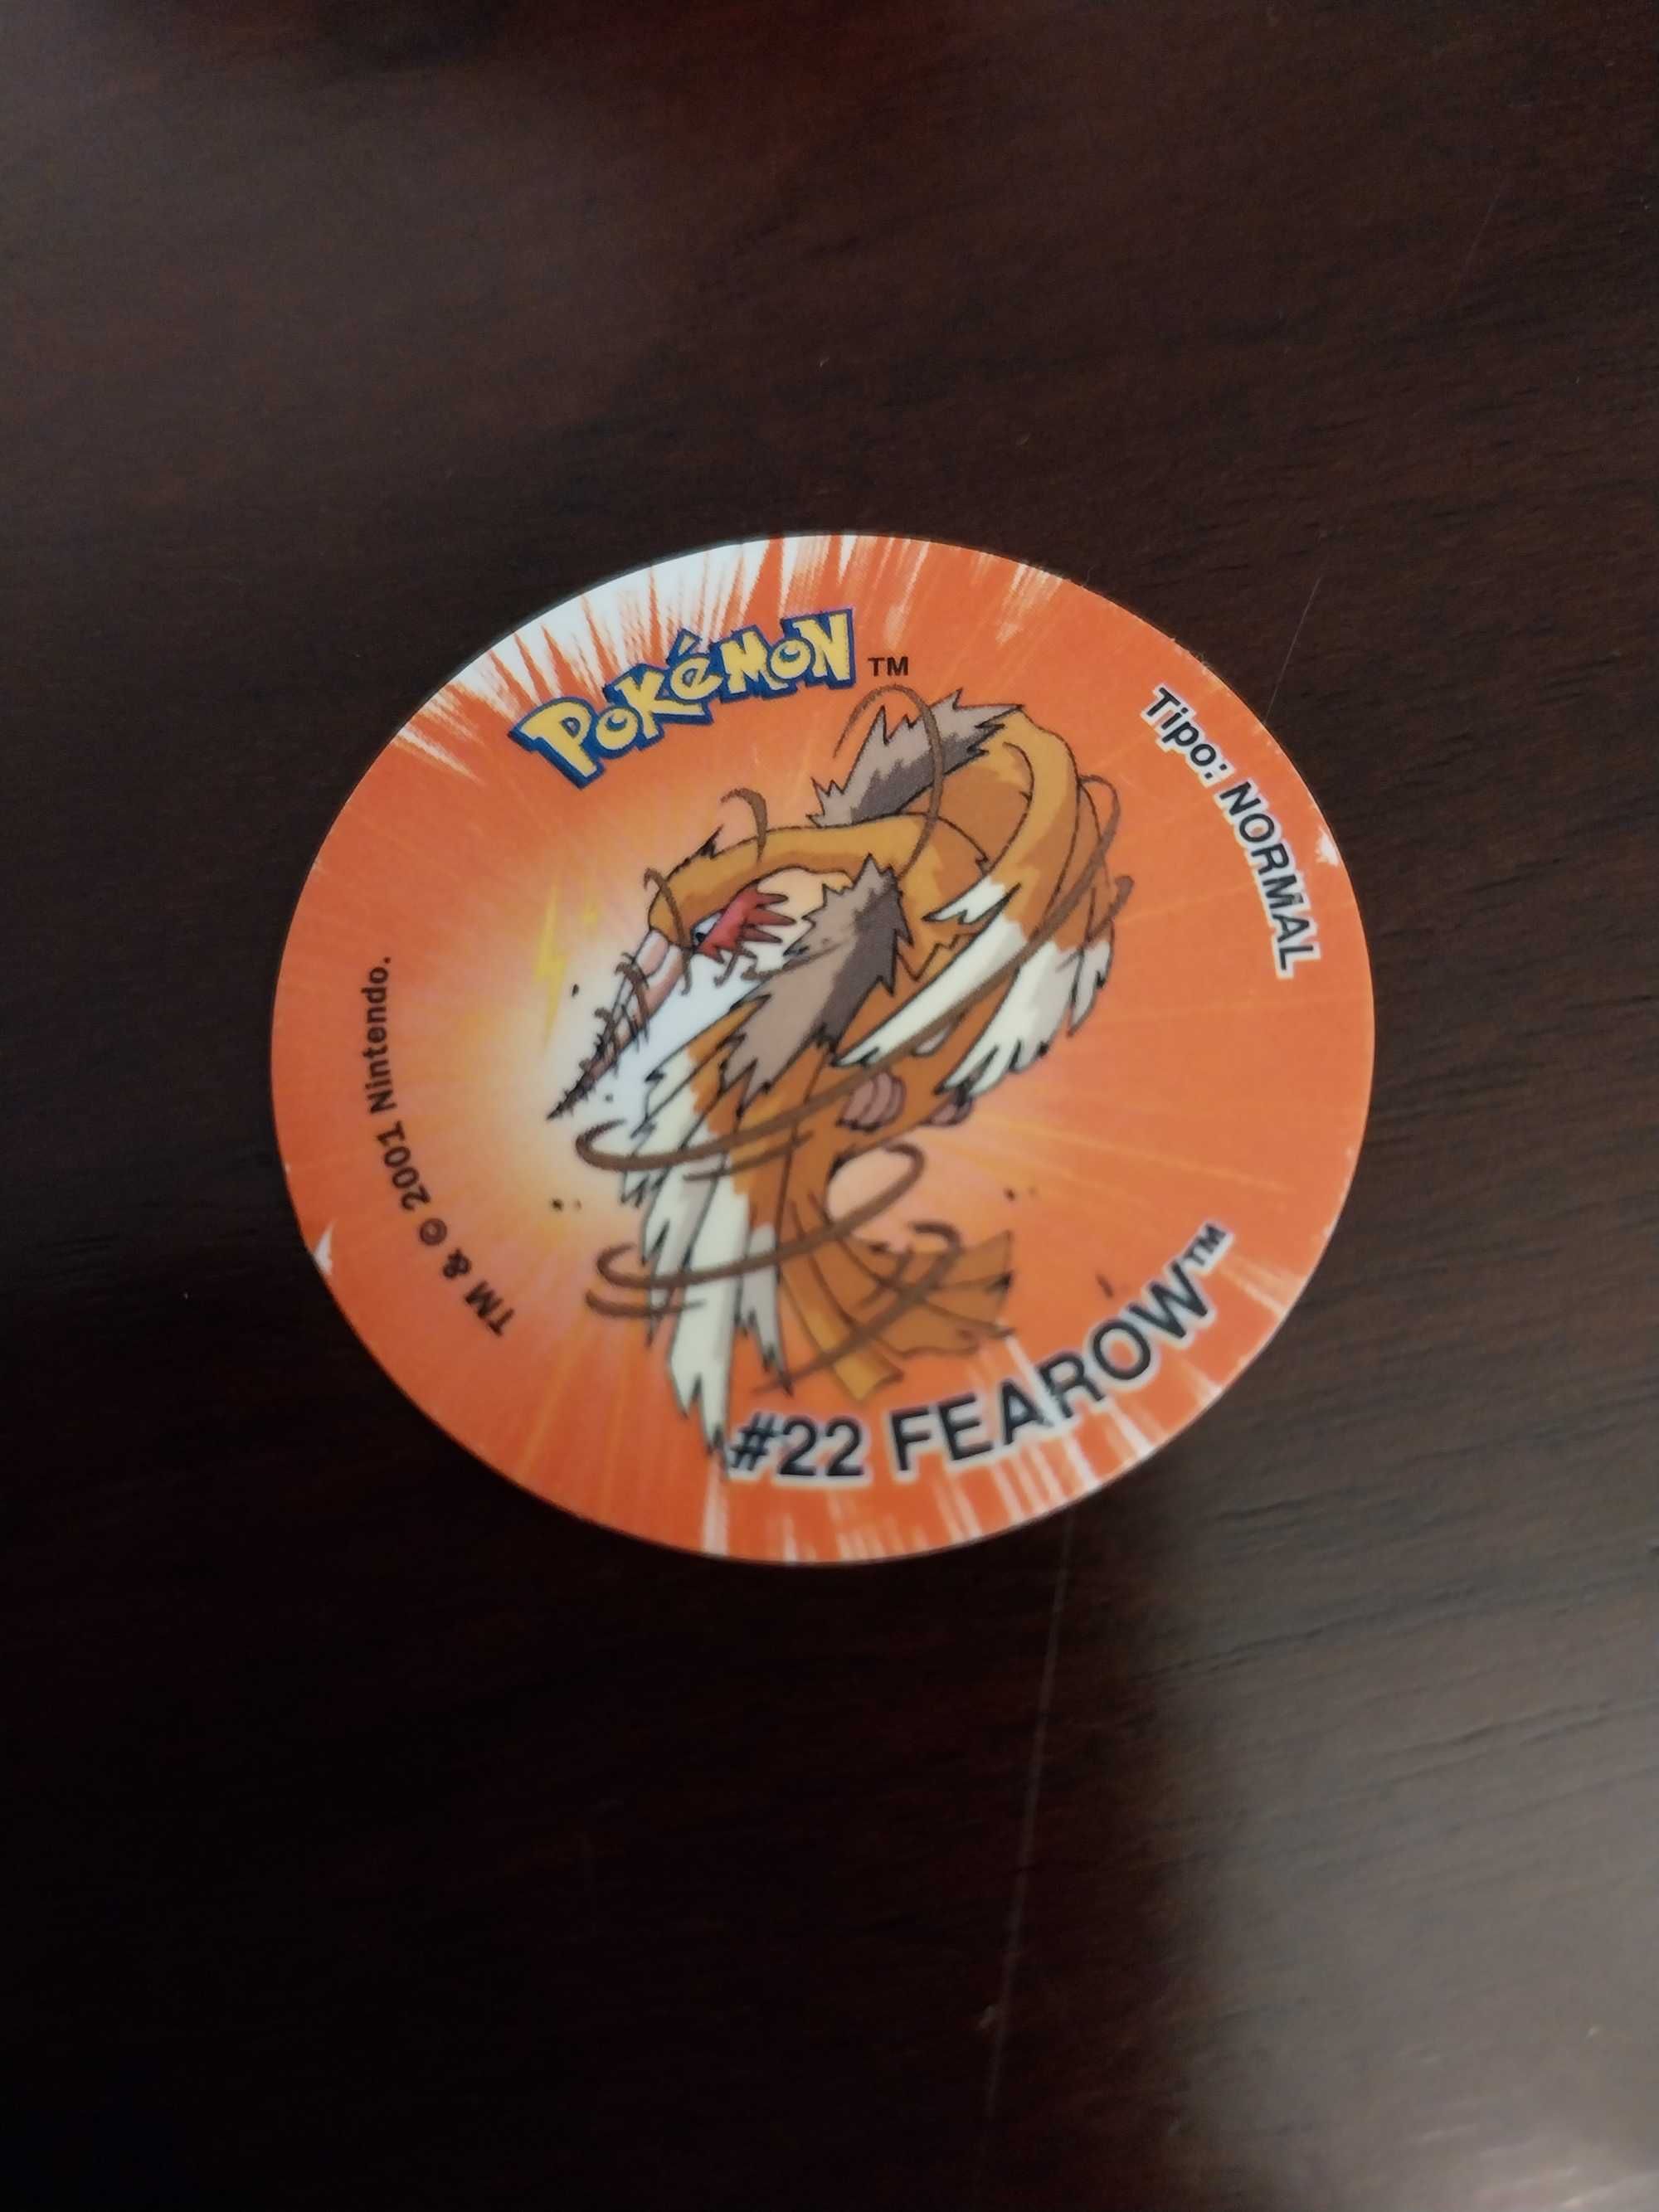 POKéMON™
Tipo: NORMAL
TM & © 2001 Nintendo.
#22 FEAROW™